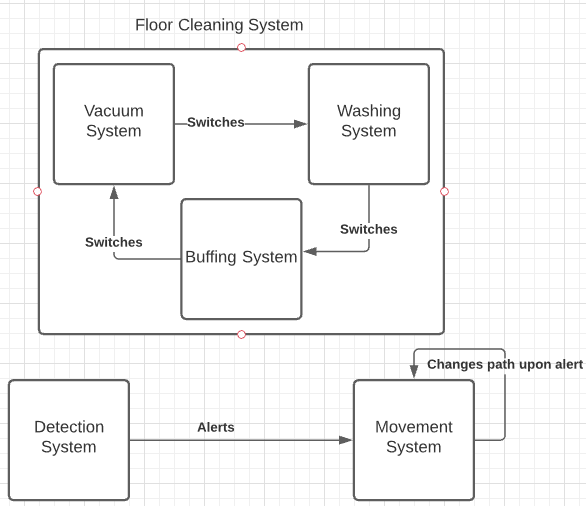 Floor Cleaning System
Vacuum
System
Switches
Washing
System
Switches
Switches
Buffing System
Changes path upon alert
Detection
System
Alerts
Movement
System